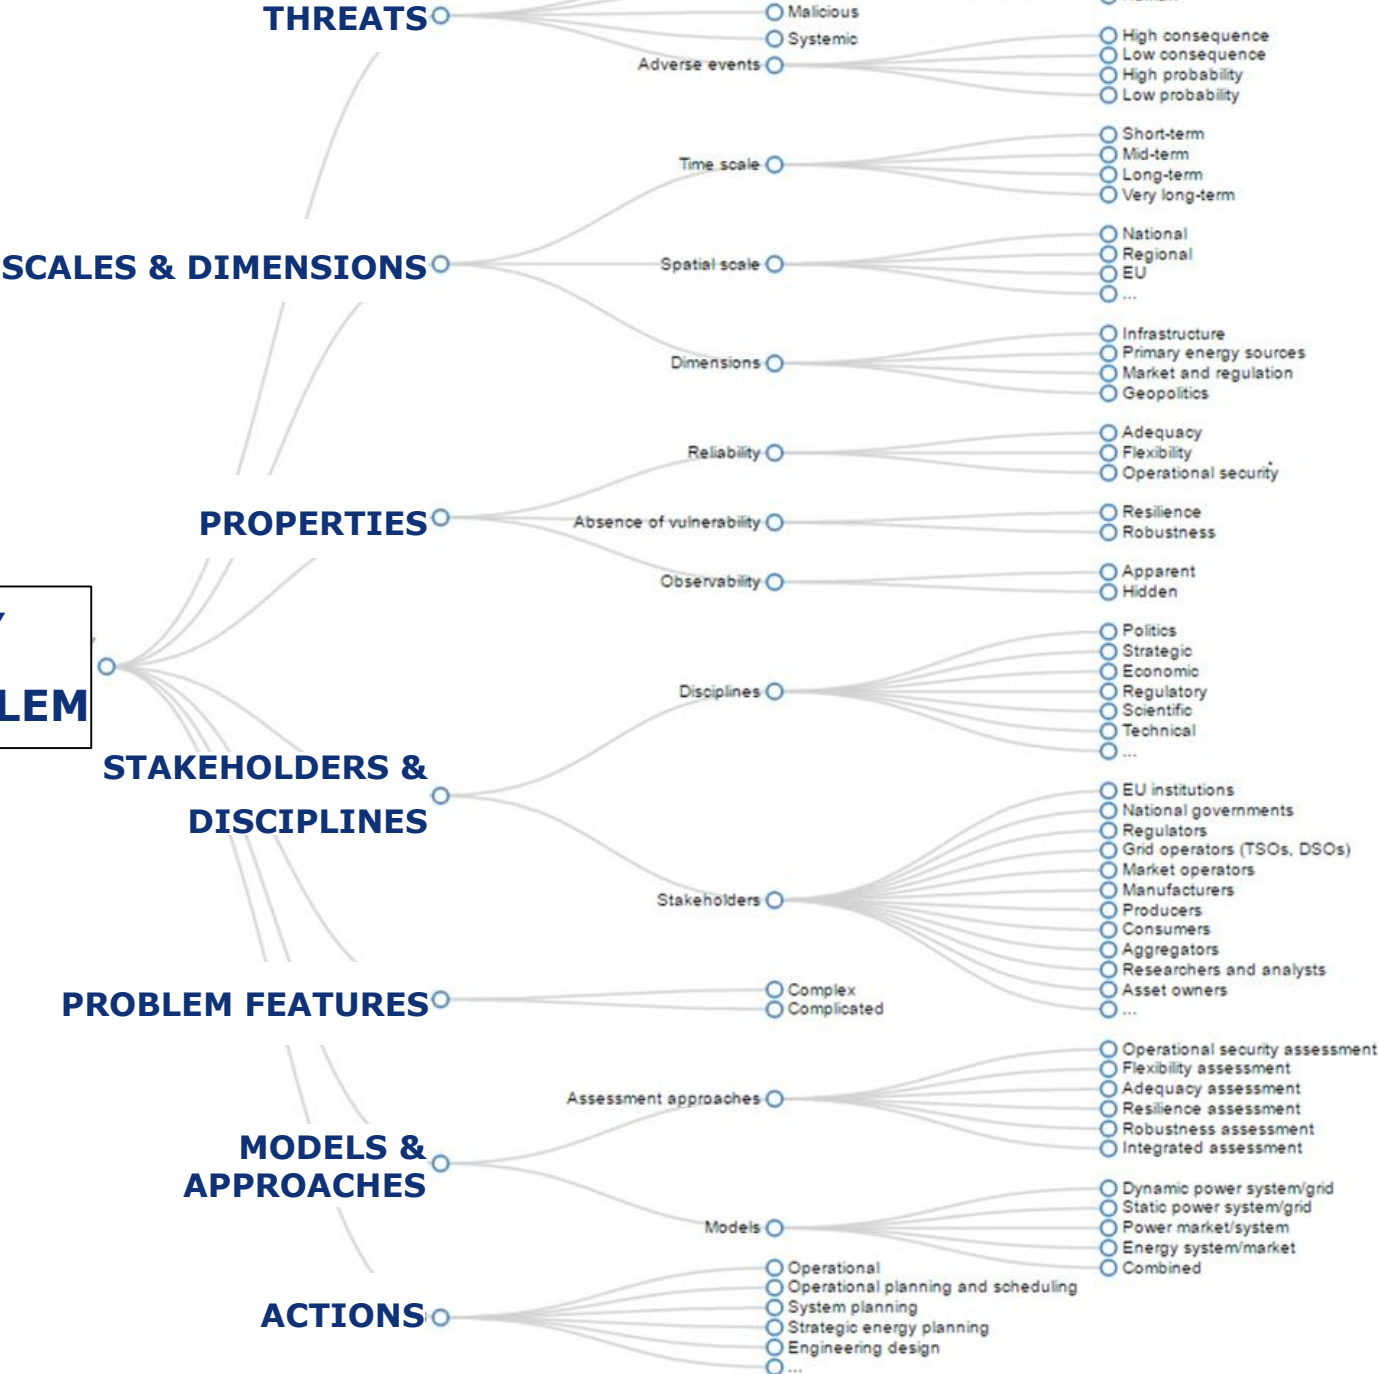 THREATS
Malicious
Systemic
Adverse events
High consequence
Low consequence
High probability
Low probability
SCALES & DIMENSIONS
Time scale
Short-term
Mid-term
Long-term
Very long-term
Spatial scale
National
Regional
EU
...
Dimensions
Infrastructure
Primary energy sources
Market and regulation
Geopolitics
PROPERTIES
Reliability
Adequacy
Flexibility
Operational security
Absence of vulnerability
Resilience
Robustness
Observability
Apparent
Hidden
LEM
STAKEHOLDERS &
DISCIPLINES
Disciplines
Politics
Strategic
Economic
Regulatory
Scientific
Technical
...
Stakeholders
EU institutions
National governments
Regulators
Grid operators (TSOs, DSOs)
Market operators
Manufacturers
Producers
Consumers
Aggregators
Researchers and analysts
Asset owners
...
PROBLEM FEATURES
Complex
Complicated
MODELS &
APPROACHES
Assessment approaches
Operational security assessment
Flexibility assessment
Adequacy assessment
Resilience assessment
Robustness assessment
Integrated assessment
Models
Dynamic power system/grid
Static power system/grid
Power market/system
Energy system/market
Combined
ACTIONS
Operational
Operational planning and scheduling
System planning
Strategic energy planning
Engineering design
...